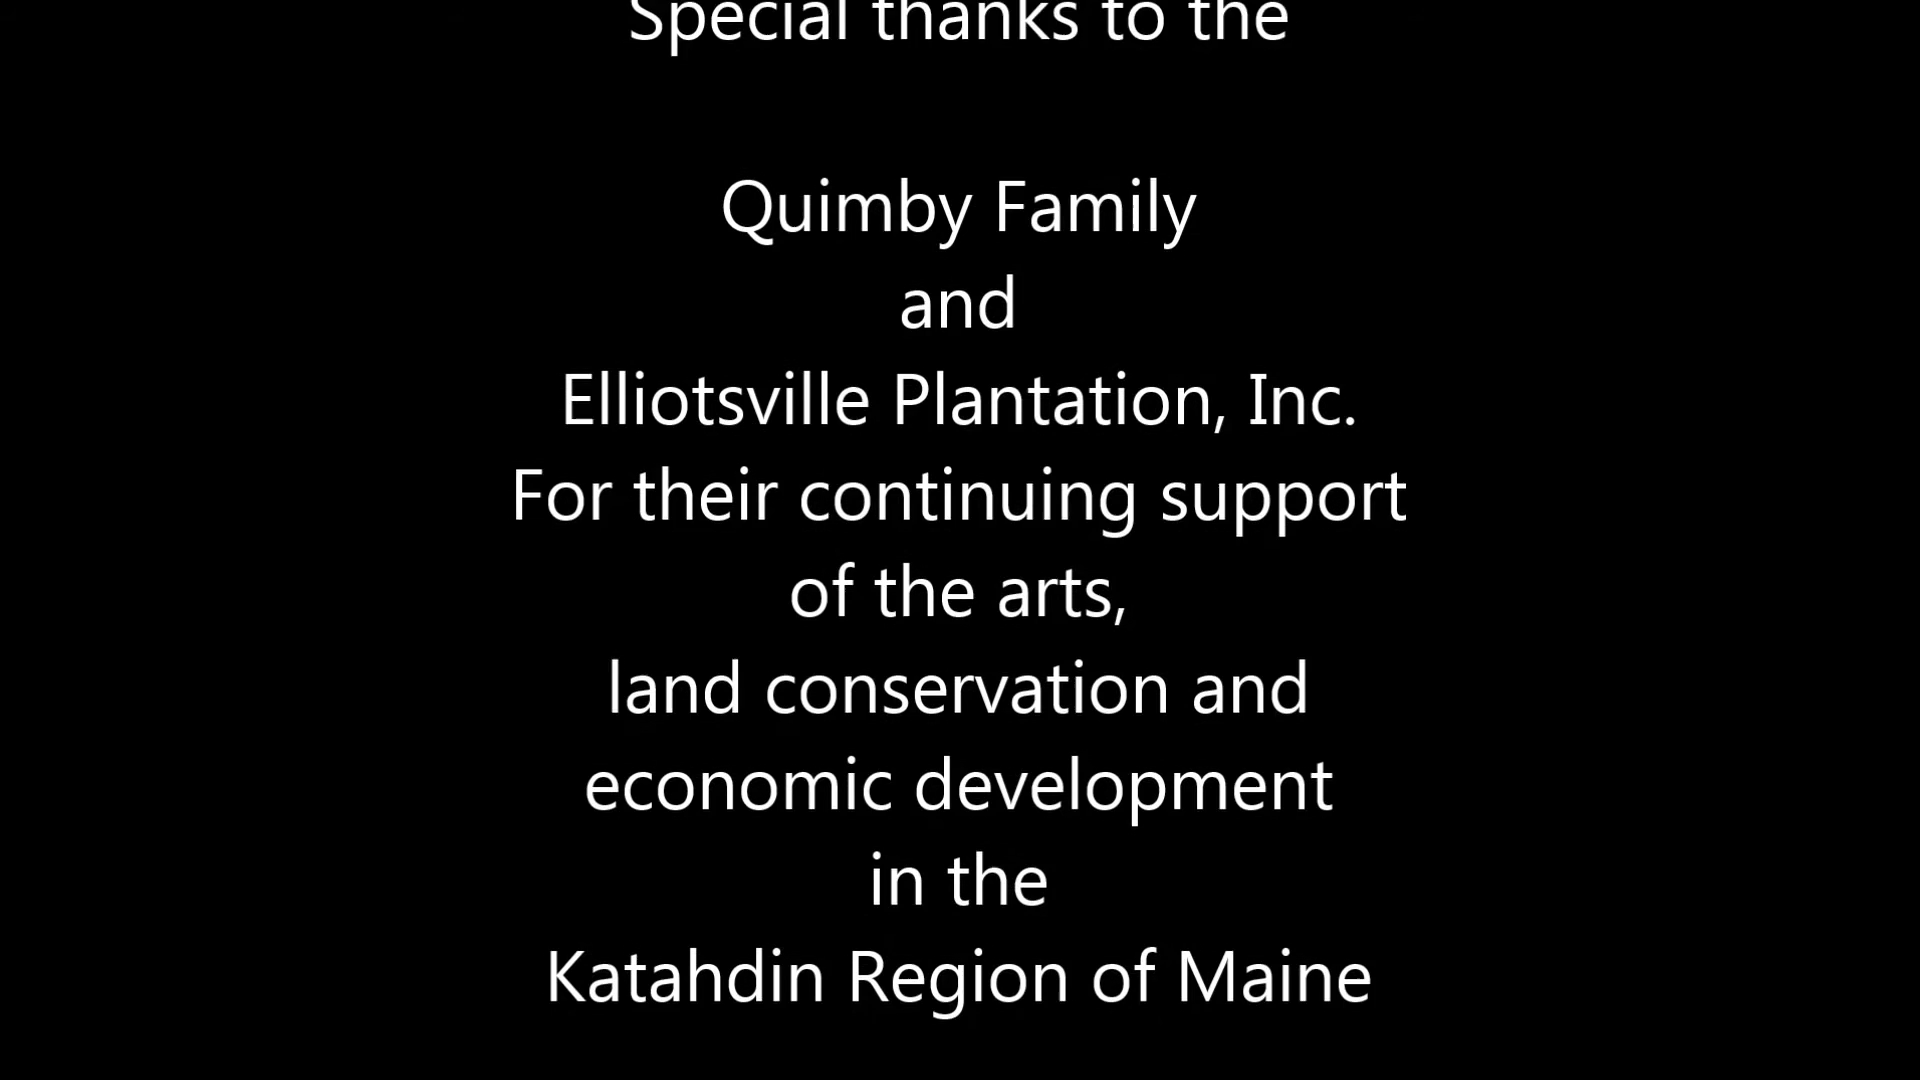 Special thanks to the
Quimby Family
and
Elliotsville Plantation, Inc.
For their continuing support
of the arts,
land conservation and
economic development
in the
Katahdin Region of Maine